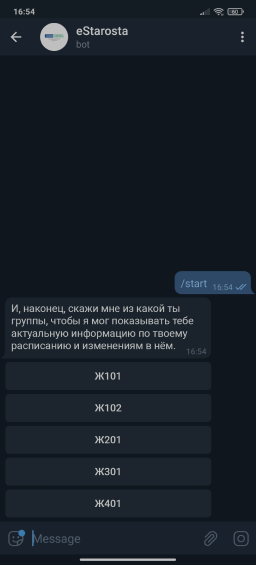 16:54
60
eStarosta
bot
/start 16:54
И, наконец, скажи мне из какой ты
группы, чтобы я мог показывать тебе
актуальную информацию по твоему
расписанию и изменениям в нём.
16:54
Ж101
Ж102
Ж201
Ж301
Ж401
Message